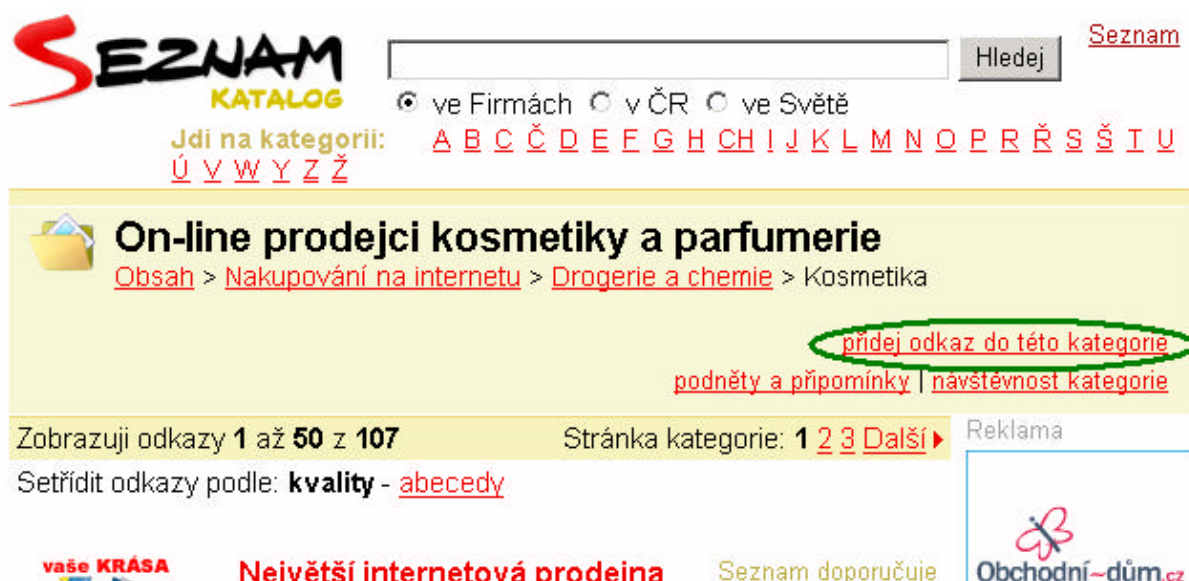 SEZNAM
KATALOG
Hledej
Seznam
ve Firmách v ČR ve Světě
Jdi na kategorii: A B C Č D E F G H CH I J K L M N O P R Ř S Š T U
Ú V W Y Z Ž
On-line prodejci kosmetiky a parfumerie
Obsah > Nakupování na internetu > Drogerie a chemie > Kosmetika
přidej odkaz do této kategorie
podněty a připomínky | návštěvnost kategorie
Zobrazuji odkazy 1 až 50 z 107
Stránka kategorie: 1 2 3 Další
Reklama
Setřídit odkazy podle: kvality - abecedy
vaše KRÁSA
Největší internetová prodejna
Seznam doporučuje
Obchodní~dům.cz